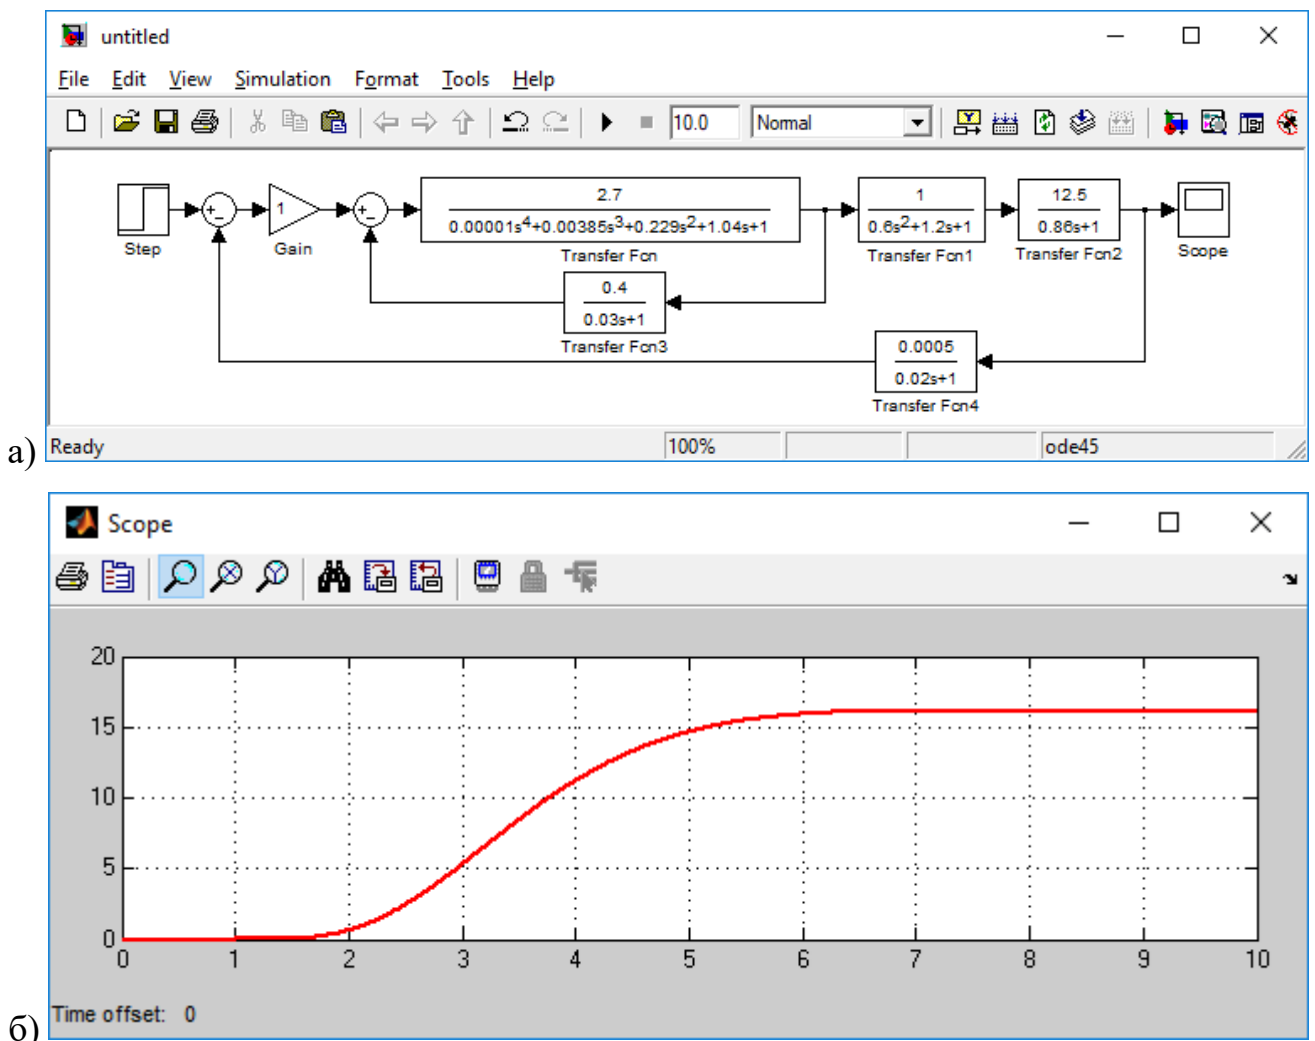 untitled
File Edit View Simulation Format Tools Help
10.0 Normal
Step
1
Gain
2.7
0.00001s4+0.00385s3+0.229s2+1.04s+1
Transfer Fcn
1
0.6s2+1.2s+1
Transfer Fcn1
12.5
0.86s+1
Transfer Fcn2
Scope
0.4
0.03s+1
Transfer Fcn3
0.0005
0.02s+1
Transfer Fcn4
а)
Ready 100% ode45
Scope
20
15
10
5
0
0 1 2 3 4 5 6 7 8 9 10
Time offset: 0
б)